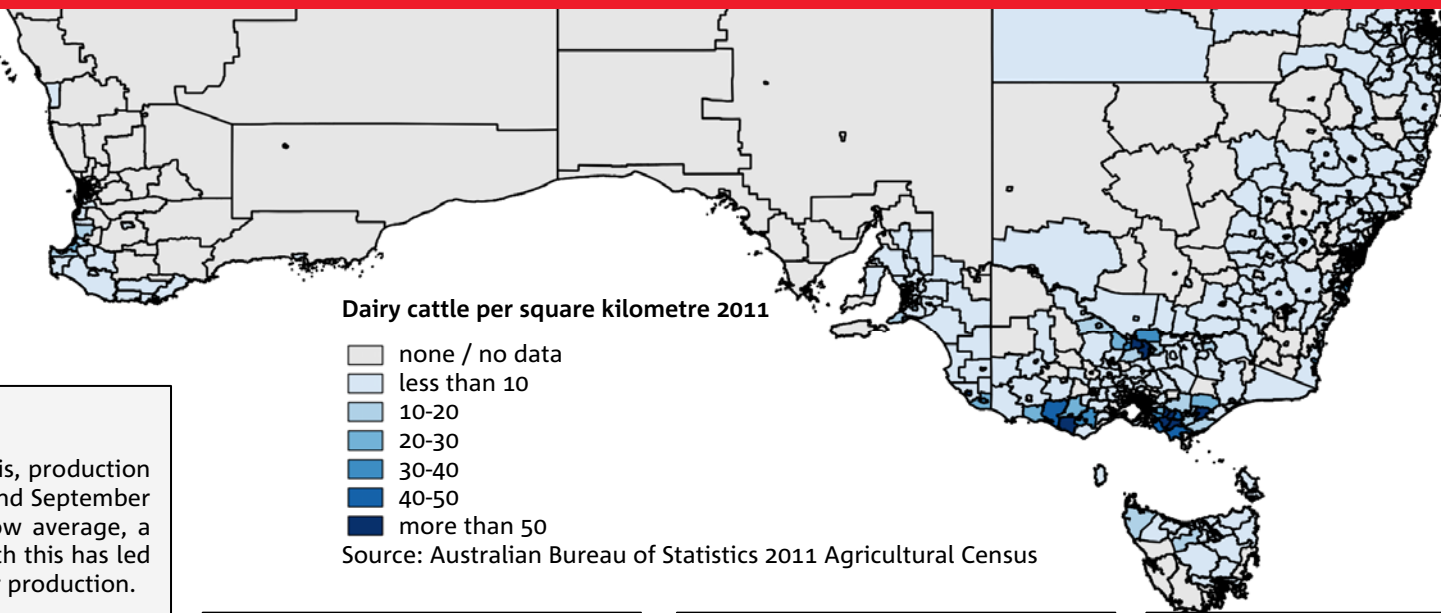 Dairy cattle per square kilometre 2011
none / no data
less than 10
10-20
20-30
30-40
40-50
more than 50
Source: Australian Bureau of Statistics 2011 Agricultural Census
is, production
nd September
ow average, a
th this has led
production.